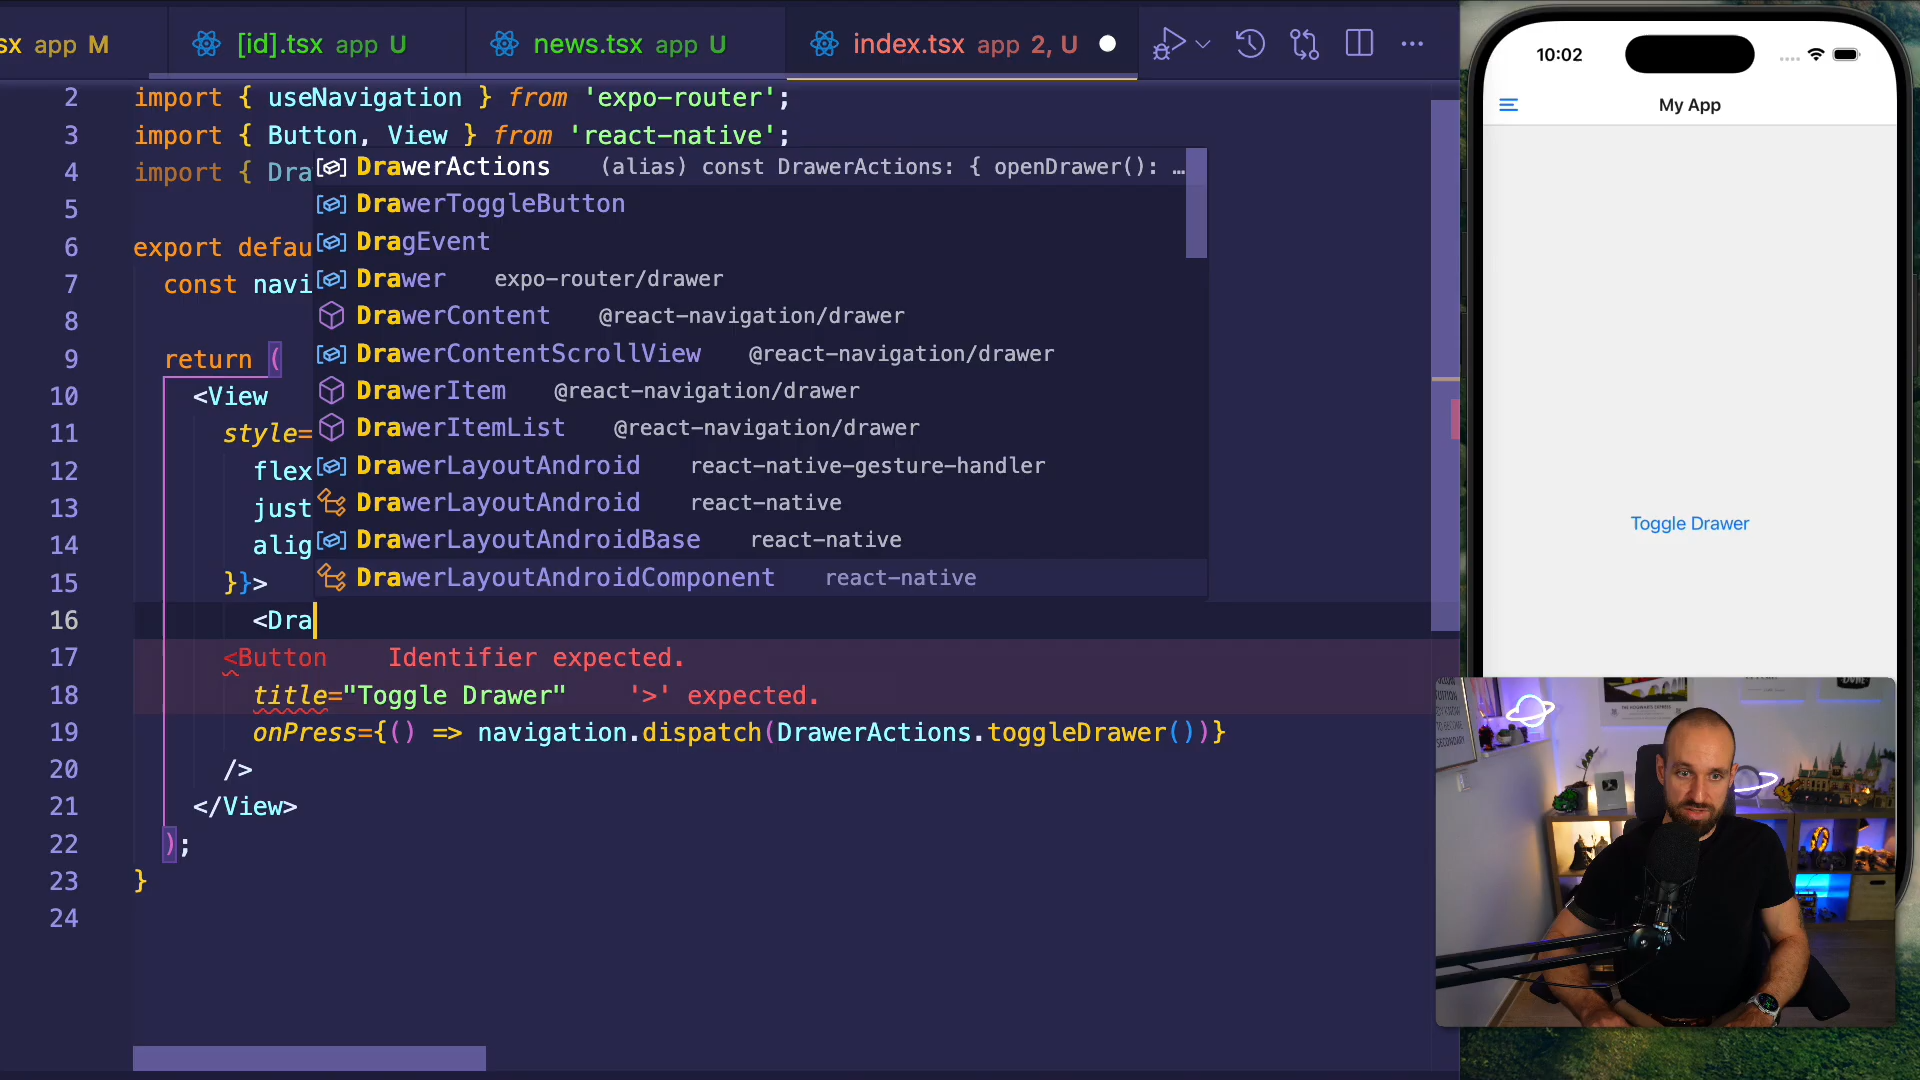 sx app M
[id].tsx app U
news.tsx app U
index.tsx app 2, U
2 import { useNavigation } from 'expo-router';
3 import { Button, View } from 'react-native';
4 import { Dra
5
6 export defau
7 const navi
8
9 return (
10 <View
11 style=
12 flex
13 just
14 alig
15 }}>
16 <Dra
17 <Button Identifier expected.
18 title="Toggle Drawer" '>' expected.
19 onPress={() => navigation.dispatch(DrawerActions.toggleDrawer())}
20 />
21 </View>
22 );
23 }
24
DrawerActions (alias) const DrawerActions: { openDrawer(): …
DrawerToggleButton
DragEvent
Drawer expo-router/drawer
DrawerContent @react-navigation/drawer
DrawerContentScrollView @react-navigation/drawer
DrawerItem @react-navigation/drawer
DrawerItemList @react-navigation/drawer
DrawerLayoutAndroid react-native-gesture-handler
DrawerLayoutAndroid react-native
DrawerLayoutAndroidBase react-native
DrawerLayoutAndroidComponent react-native
10:02
My App
Toggle Drawer